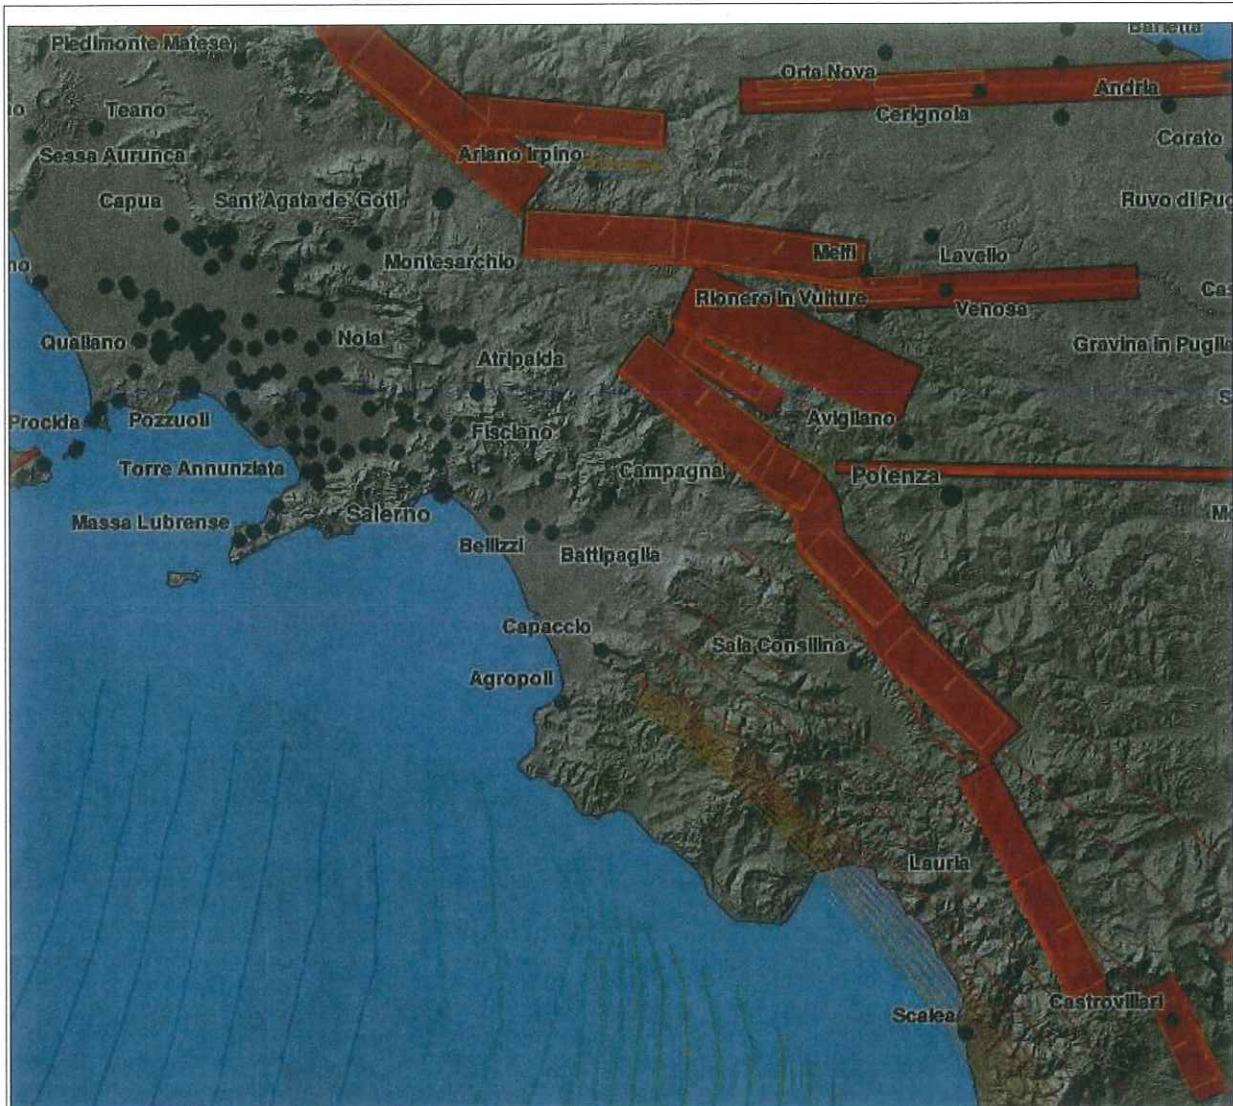 Barletta
Piedimonte Matese
Orta Nova
Andria
Teano
Cerignola
Corato
Sessa Aurunca
Ariano Irpino
Capua
Sant'Agata de' Goti
Ruvo di Pug
Melfi
Lavello
Montesarchio
Rionero in Vulture
Venosa
Cas
Qualiano
Nola
Atripalda
Gravina in Puglia
Procida
Pozzuoli
Avigliano
Fisciano
Torre Annunziata
Campagna
Potenza
Massa Lubrense
Salerno
Bellizzi
Battipaglia
Capaccio
Sala Consilina
Agropoli
Lauria
Scalea
Castrovillari